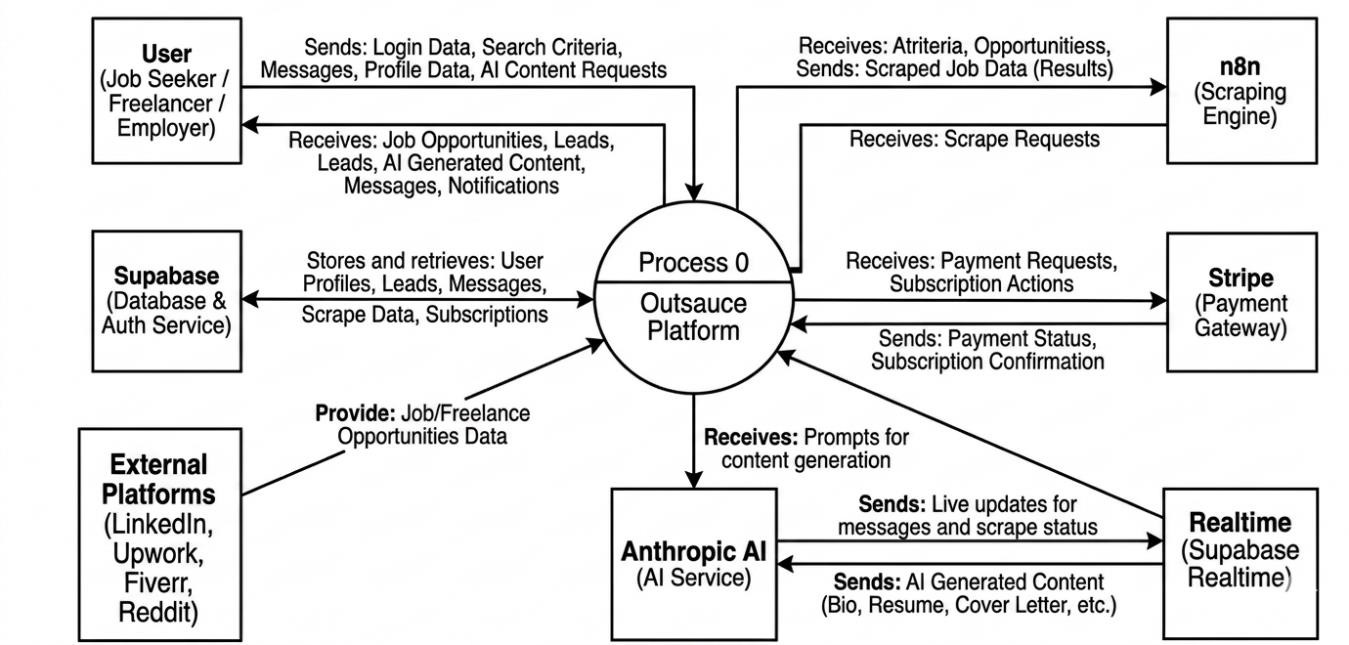 User
(Job Seeker /
Freelancer /
Employer)
Sends: Login Data, Search Criteria,
Messages, Profile Data, AI Content Requests
Receives: Job Opportunities, Leads,
Leads, AI Generated Content,
Messages, Notifications
Receives: Atriteria, Opportunitiess,
Sends: Scraped Job Data (Results)
Receives: Scrape Requests
n8n
(Scraping
Engine)
Supabase
(Database &
Auth Service)
Stores and retrieves: User
Profiles, Leads, Messages,
Scrape Data, Subscriptions
Process 0
Outsauce
Platform
Receives: Payment Requests,
Subscription Actions
Sends: Payment Status,
Subscription Confirmation
Stripe
(Payment
Gateway)
External
Platforms
(LinkedIn,
Upwork,
Fiverr,
Reddit)
Provide: Job/Freelance
Opportunities Data
Receives: Prompts for
content generation
Anthropic AI
(AI Service)
Sends: Live updates for
messages and scrape status
Sends: AI Generated Content
(Bio, Resume, Cover Letter, etc.)
Realtime
(Supabase
Realtime)